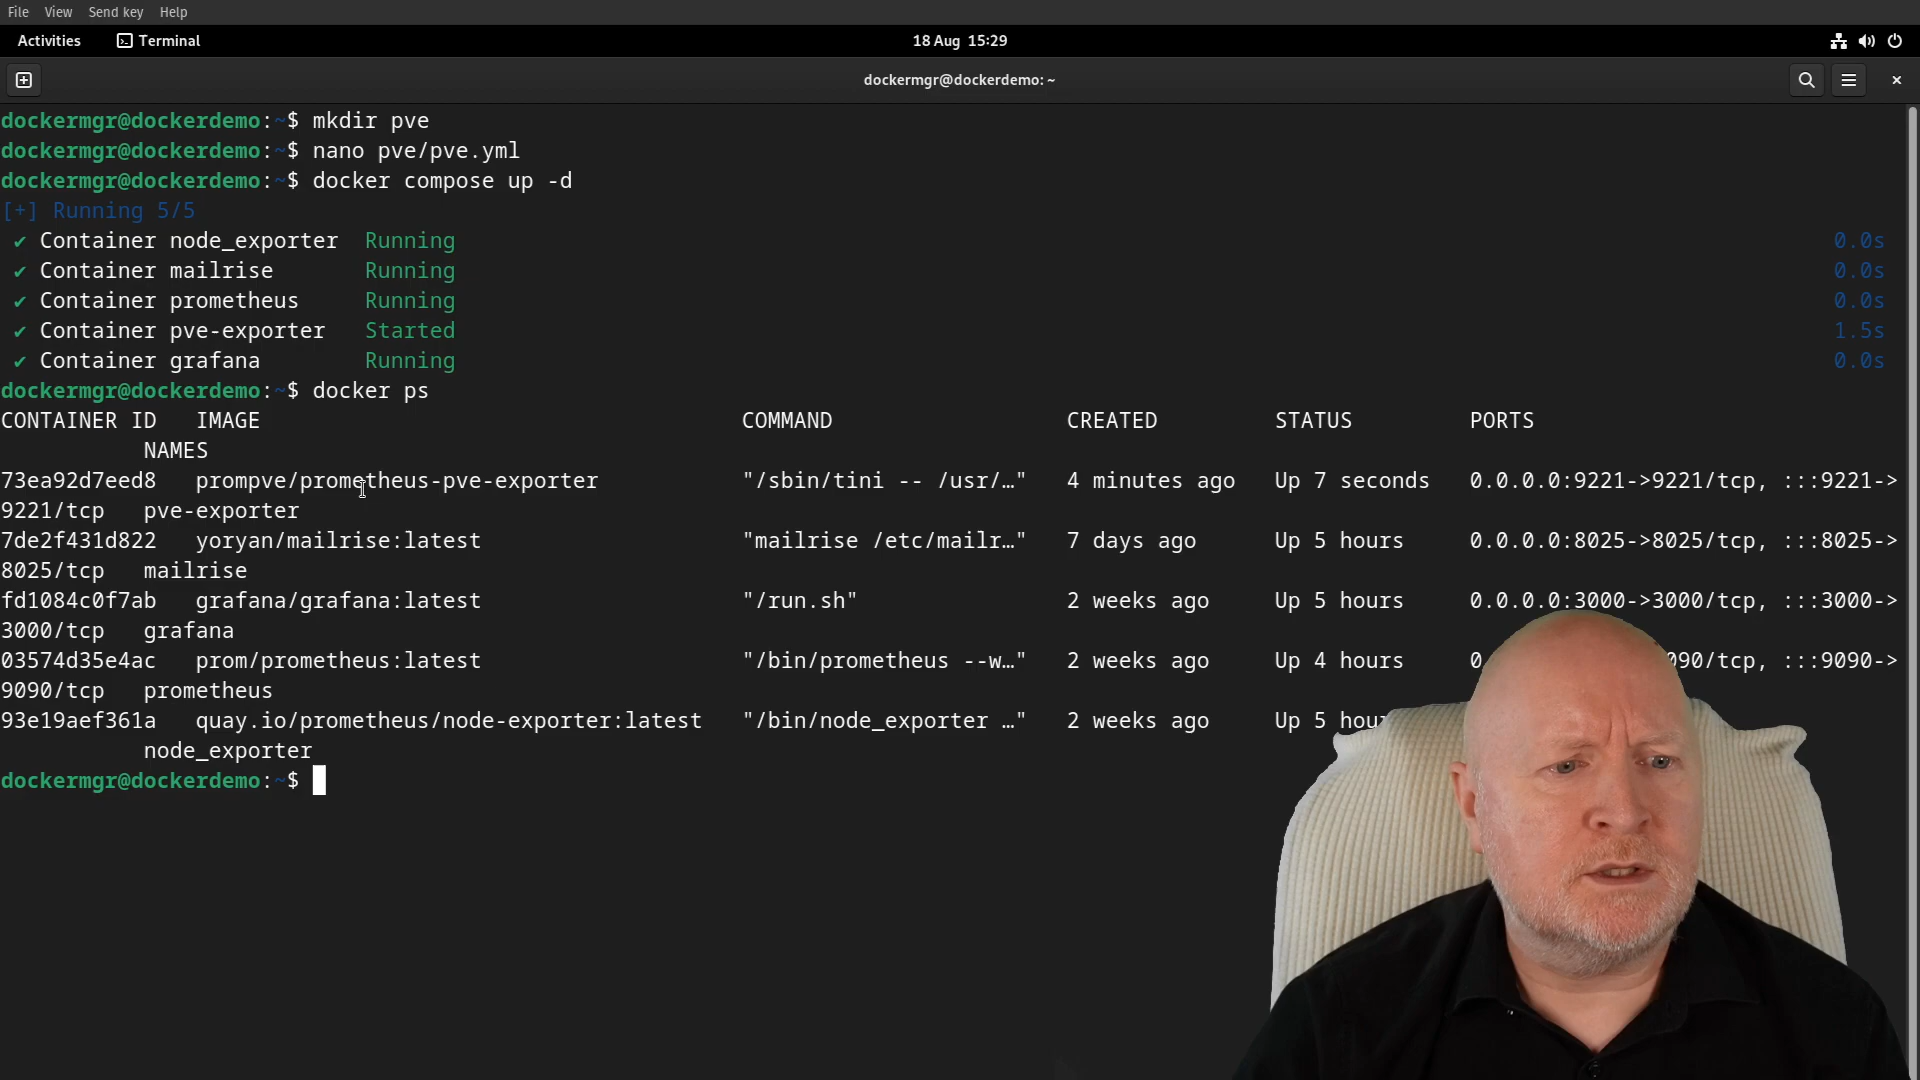 File View Send key Help
Activities Terminal 18 Aug 15:29
dockermgr@dockerdemo: ~
dockermgr@dockerdemo:~$ mkdir pve
dockermgr@dockerdemo:~$ nano pve/pve.yml
dockermgr@dockerdemo:~$ docker compose up -d
[+] Running 5/5
✔ Container node_exporter Running 0.0s
✔ Container mailrise Running 0.0s
✔ Container prometheus Running 0.0s
✔ Container pve-exporter Started 1.5s
✔ Container grafana Running 0.0s
dockermgr@dockerdemo:~$ docker ps
CONTAINER ID IMAGE COMMAND CREATED STATUS PORTS
NAMES
73ea92d7eed8 prompve/prometheus-pve-exporter "/sbin/tini -- /usr/…" 4 minutes ago Up 7 seconds 0.0.0.0:9221->9221/tcp, :::9221->
9221/tcp pve-exporter
7de2f431d822 yoryan/mailrise:latest "mailrise /etc/mailr…" 7 days ago Up 5 hours 0.0.0.0:8025->8025/tcp, :::8025->
8025/tcp mailrise
fd1084c0f7ab grafana/grafana:latest "/run.sh" 2 weeks ago Up 5 hours 0.0.0.0:3000->3000/tcp, :::3000->
3000/tcp grafana
03574d35e4ac prom/prometheus:latest "/bin/prometheus --w…" 2 weeks ago Up 4 hours 0 090/tcp, :::9090->
9090/tcp prometheus
93e19aef361a quay.io/prometheus/node-exporter:latest "/bin/node_exporter …" 2 weeks ago Up 5 hou
node_exporter
dockermgr@dockerdemo:~$